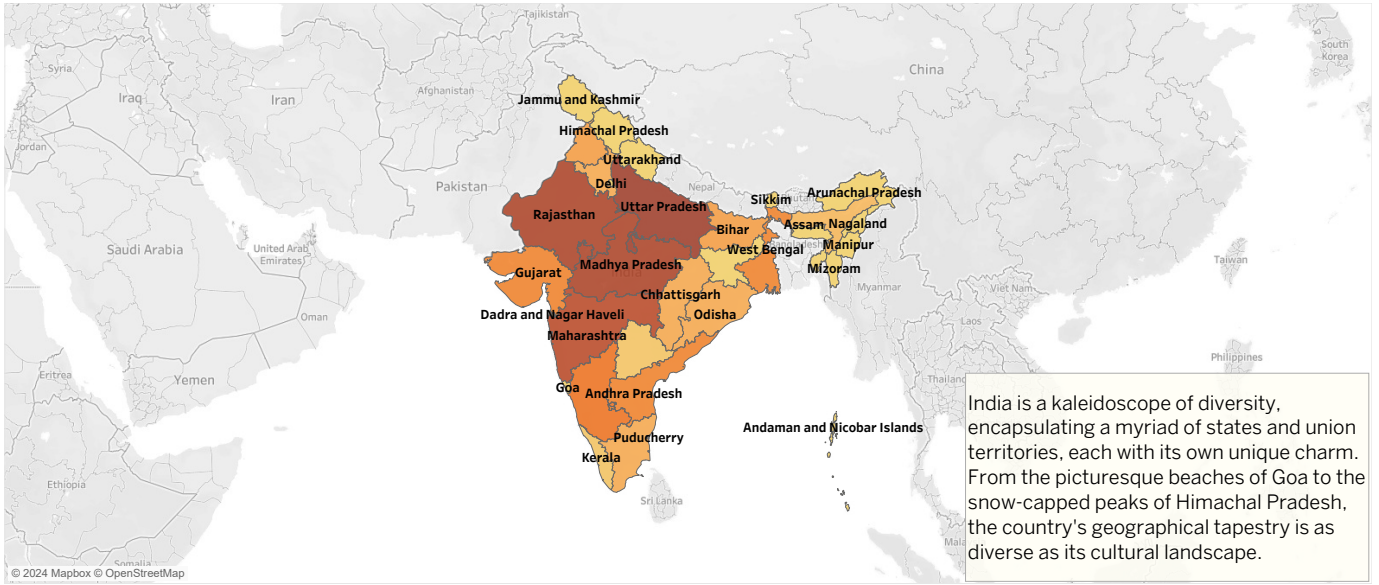 Tajikistan
South
Korea
Syria
China
Iraq
Iran
Afghanistan
Jammu and Kashmir
Himachal Pradesh
Jordan
Uttarakhand
Pakistan
Delhi
Nepal
Sikkim
Arunachal Pradesh
Uttar Pradesh
Rajasthan
Bihar
Assam
Nagaland
Saudi Arabia
United Arab
Emirates
West Bengal
Manipur
Taiwan
Madhya Pradesh
Mizoram
Gujarat
Myanmar
Viet Nam
Chhattisgarh
Oman
Dadra and Nagar Haveli
Odisha
Laos
Maharashtra
Philippines
Eritrea
Yemen
Thailand
Goa
Andhra Pradesh
Andaman and Nicobar Islands
Puducherry
Kerala
Ethiopia
Sri Lanka
Somalia
India is a kaleidoscope of diversity,
encapsulating a myriad of states and union
territories, each with its own unique charm.
From the picturesque beaches of Goa to the
snow-capped peaks of Himachal Pradesh,
the country's geographical tapestry is as
diverse as its cultural landscape.
© 2024 Mapbox © OpenStreetMap